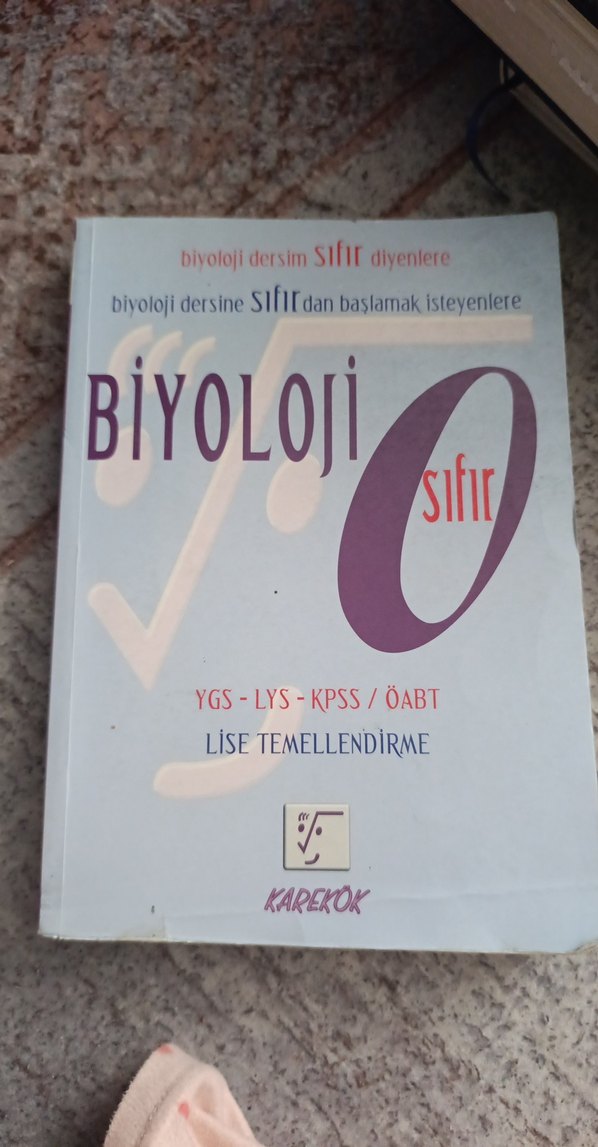 biyoloji dersim sıfır diyenlere
biyoloji dersine sıfırdan başlamak isteyenlere
BİYOLOJİ
0
sıfır
YGS - LYS - KPSS / ÖABT
LİSE TEMELLENDİRME
KAREKÖK